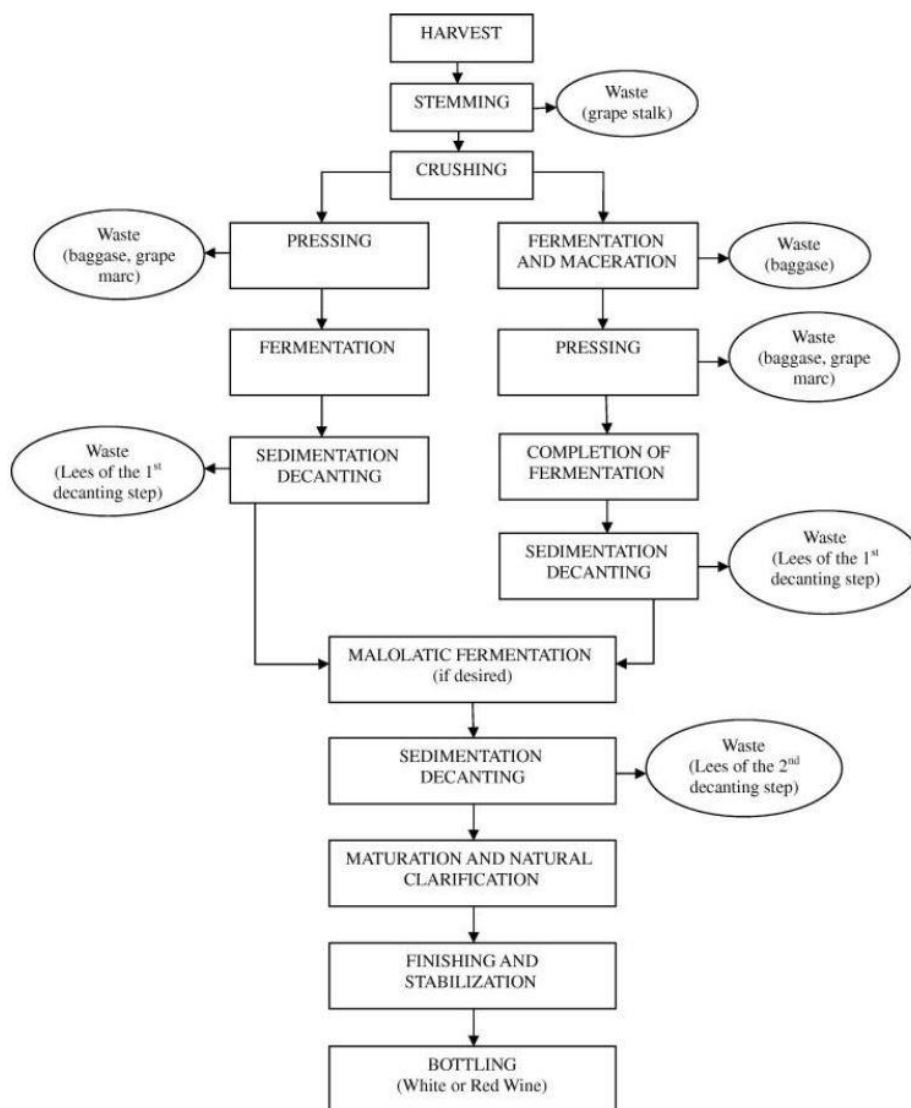 HARVEST
STEMMING
Waste
(grape stalk)
CRUSHING
Waste
(baggase, grape
marc)
PRESSING
FERMENTATION
AND MACERATION
Waste
(baggase)
FERMENTATION
PRESSING
Waste
(baggase, grape
marc)
Waste
(Lees of the 1st
decanting step)
SEDIMENTATION
DECANTING
COMPLETION OF
FERMENTATION
SEDIMENTATION
DECANTING
Waste
(Lees of the 1st
decanting step)
MALOLATIC FERMENTATION
(if desired)
SEDIMENTATION
DECANTING
Waste
(Lees of the 2nd
decanting step)
MATURATION AND NATURAL
CLARIFICATION
FINISHING AND
STABILIZATION
BOTTLING
(White or Red Wine)